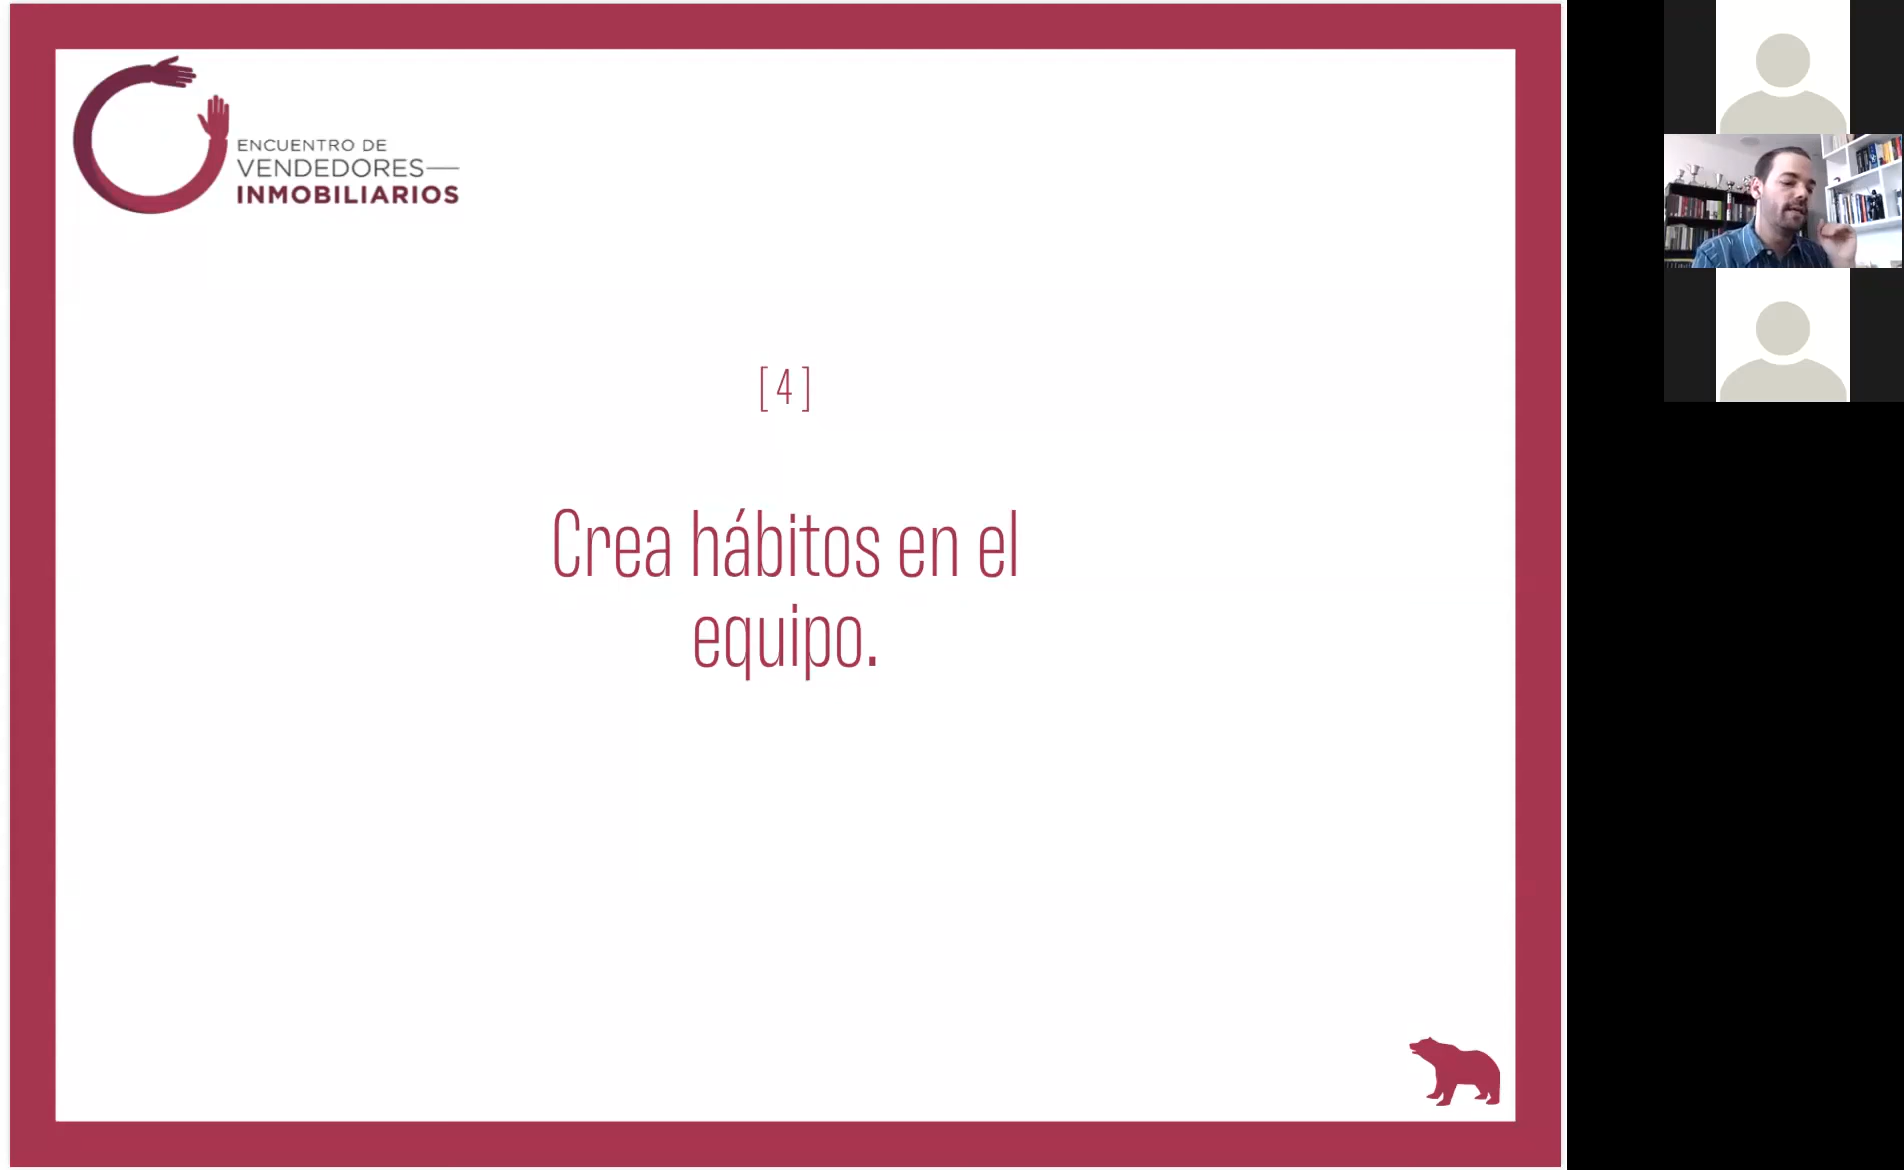 ENCUENTRO DE
VENDEDORES—
INMOBILIARIOS
[ 4 ]
Crea hábitos en el
equipo.